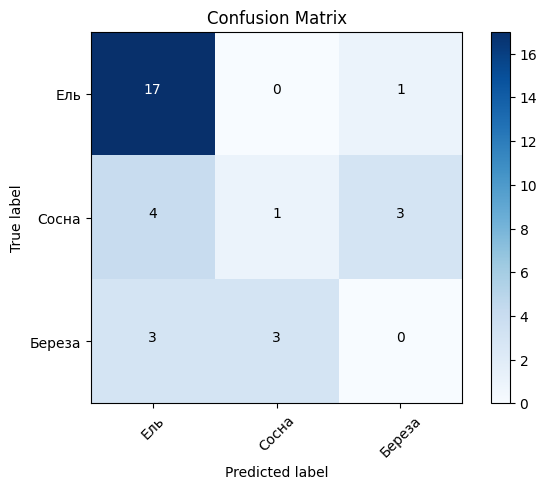 Confusion Matrix
Ель
17
0
1
Сосна
4
1
3
Береза
3
3
0
True label
Ель
Сосна
Береза
Predicted label
16
14
12
10
8
6
4
2
0